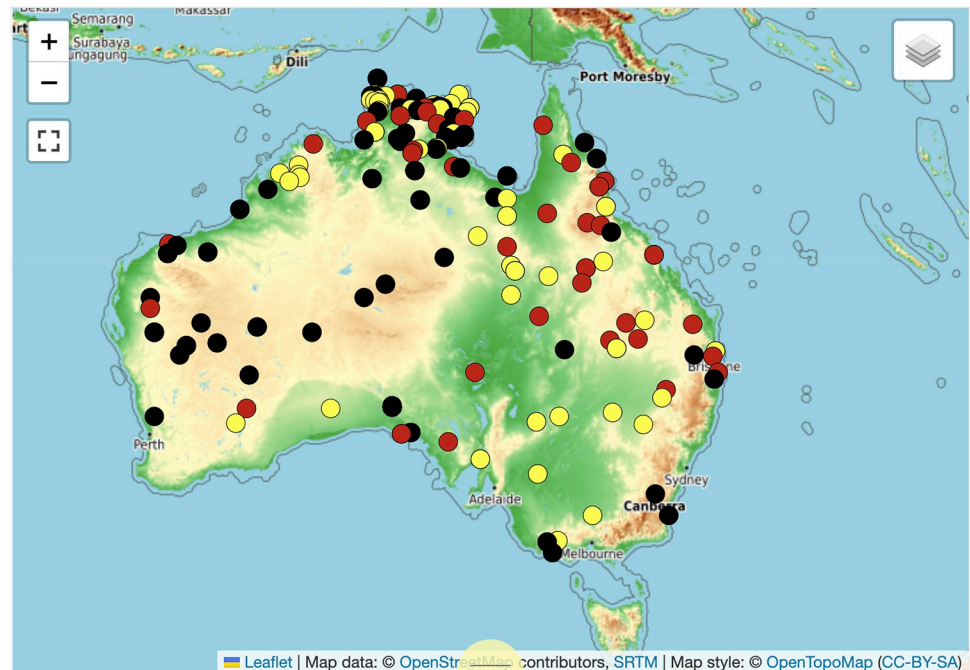 Makassar
Semarang
Surabaya
ungagung
Dili
Port Moresby
+
−
Perth
Adelaide
Sydney
Canberra
Melbourne
Leaflet | Map data: © OpenStreetMap contributors, SRTM | Map style: © OpenTopoMap (CC-BY-SA)